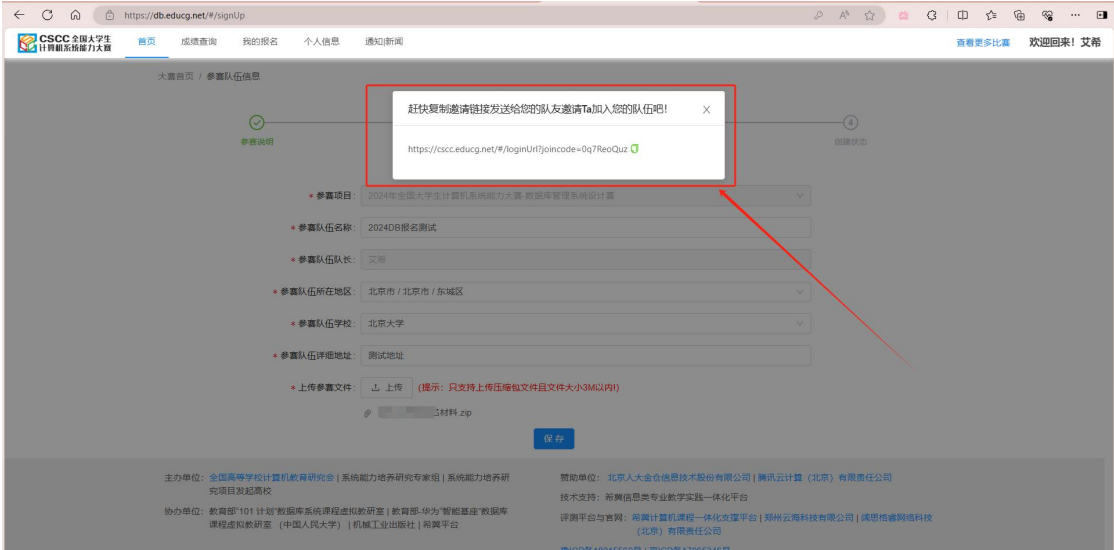 https://db.educg.net/#/signUp
CSCC 全国大学生
计算机系统能力大赛
首页 成绩查询 我的报名 个人信息 通知|新闻
查看更多比赛 欢迎回来！艾希
大赛首页 / 参赛队伍信息
赶快复制邀请链接发送给您的队友邀请Ta加入您的队伍吧！ X
https://cscc.educg.net/#/loginUrl?joincode=0q7ReoQuz
4
参赛说明
创建状态
* 参赛项目: 2024年全国大学生计算机系统能力大赛-数据库管理系统设计赛
* 参赛队伍名称: 2024DB报名测试
* 参赛队伍队长: 艾希
* 参赛队伍所在地区: 北京市 / 北京市 / 东城区
* 参赛队伍学校: 北京大学
* 参赛队伍详细地址: 测试地址
* 上传参赛文件: 上传 (提示：只支持上传压缩包文件且文件大小3M以内!)
材料.zip
保 存
主办单位: 全国高等学校计算机教育研究会 | 系统能力培养研究专家组 | 系统能力培养研
究项目发起高校
协办单位: 教育部"101 计划"数据库系统课程虚拟教研室 | 教育部-华为"智能基座"数据库
课程虚拟教研室 （中国人民大学） | 机械工业出版社 | 希冀平台
赞助单位: 北京人大金仓信息技术股份有限公司 | 腾讯云计算（北京）有限责任公司
技术支持: 希冀信息类专业教学实践一体化平台
评测平台与官网: 希冀计算机课程一体化支撑平台 | 郑州云海科技有限公司 | 诚思格睿网络科技
（北京）有限责任公司